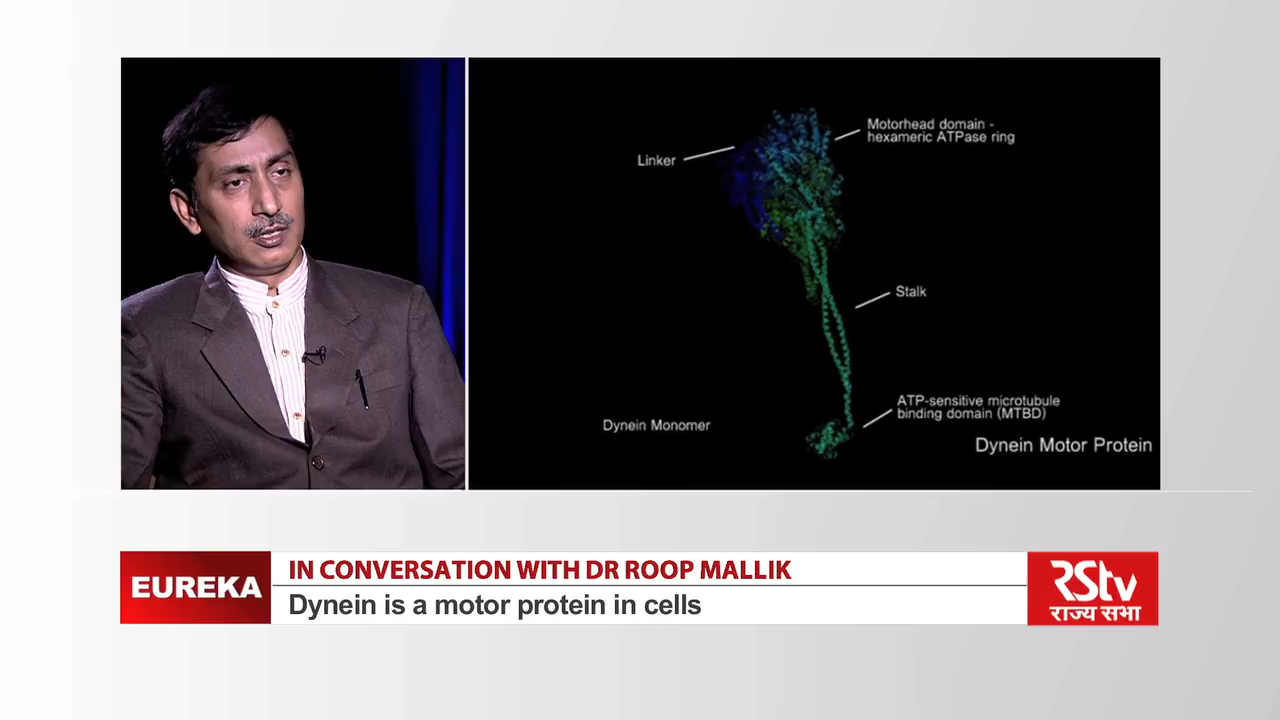 Motorhead domain -
hexameric ATPase ring
Linker
Stalk
ATP-sensitive microtubule
binding domain (MTBD)
Dynein Monomer
Dynein Motor Protein
EUREKA
IN CONVERSATION WITH DR ROOP MALLIK
Dynein is a motor protein in cells
RStv
राज्य सभा